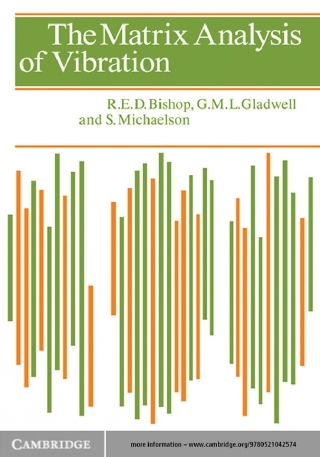 The Matrix Analysis
of Vibration
R.E.D. Bishop, G.M.L. Gladwell
and S. Michaelson
CAMBRIDGE
more information – www.cambridge.org/9780521042574